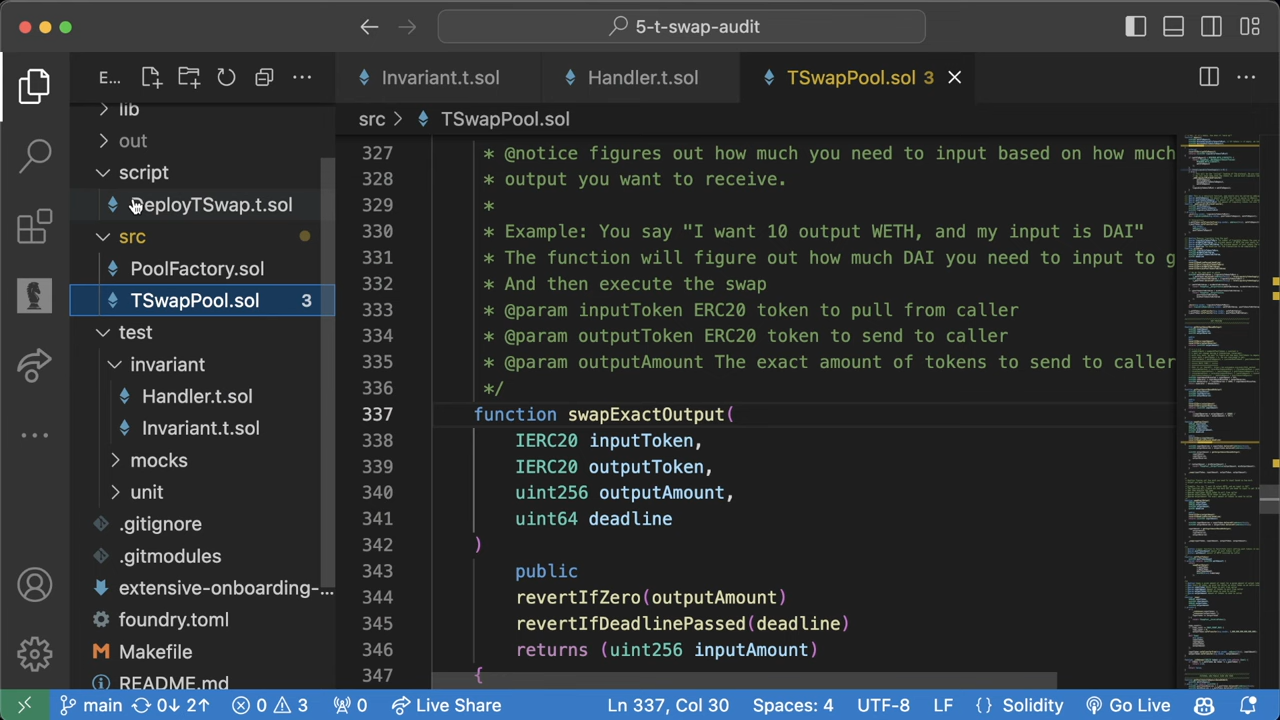 5-t-swap-audit
E...
Invariant.t.sol
Handler.t.sol
TSwapPool.sol 3
src > TSwapPool.sol
lib
out
script
eployTSwap.t.sol
src
PoolFactory.sol
TSwapPool.sol 3
test
invariant
Handler.t.sol
Invariant.t.sol
mocks
unit
.gitignore
.gitmodules
extensive-onboarding-...
foundry.toml
Makefile
README.md
327 ce figures out how much you need to input based on how much
328 output you want to receive.
329 *
330 * Example: You say "I want 10 output WETH, and my input is DAI"
331 The function will figure out how much DAI you need to input to g
332 * And then execute the swap
333 * @param inputToken ERC20 token to pull from caller
334 * @param outputToken ERC20 token to send to caller
335 * @param outputAmount The exact amount of tokens to send to caller
336 */
337 function swapExactOutput(
338 IERC20 inputToken,
339 IERC20 outputToken,
340 uint256 outputAmount,
341 uint64 deadline
342 )
343 public
344 revertIfZero(outputAmount)
345 revertIfDeadlinePassed(deadline)
346 returns (uint256 inputAmount)
347
main 0↓ 2↑ 0 3 0 Live Share Ln 337, Col 30 Spaces: 4 UTF-8 LF {} Solidity Go Live